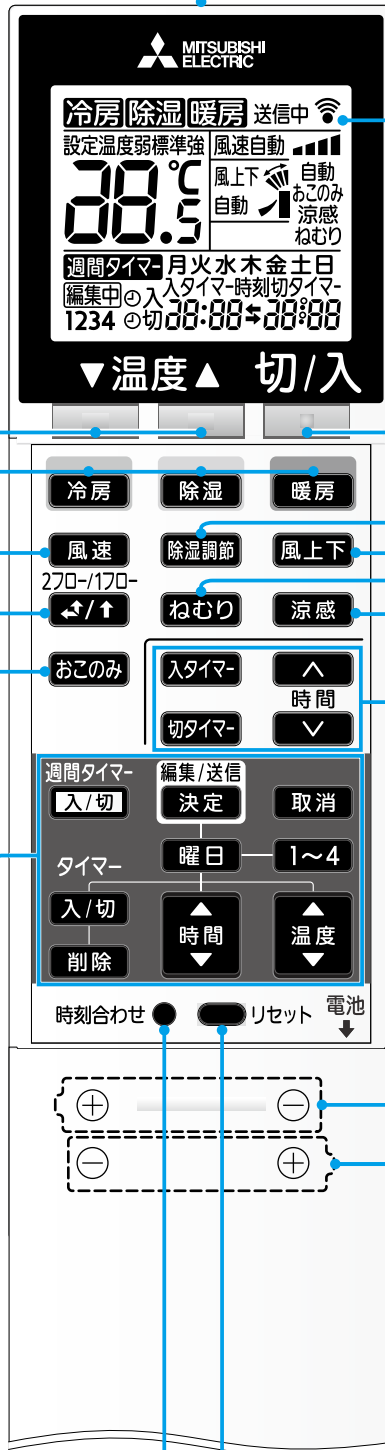 MITSUBISHI
ELECTRIC
冷房 除湿 暖房 送信中
設定温度弱標準強 風速自動
28.5℃ 風上下 自動
自動 おこのみ
涼感
ねむり
週間タイマー 月火水木金土日
編集中 入 入タイマー時刻切タイマー
1234 切 28:88 28:88
▼温度▲ 切/入
冷房 除湿 暖房
風速 除湿調節 風上下
2フロー/1フロー
/↑ ねむり 涼感
おこのみ 入タイマー ∧
時間
切タイマー ∨
週間タイマー 編集/送信
入/切 決定 取消
タイマー 曜日 1～4
入/切 ▲ ▲
時間 温度
削除 ▼ ▼
時刻合わせ リセット 電池
⊕ ⊖
⊖ ⊕